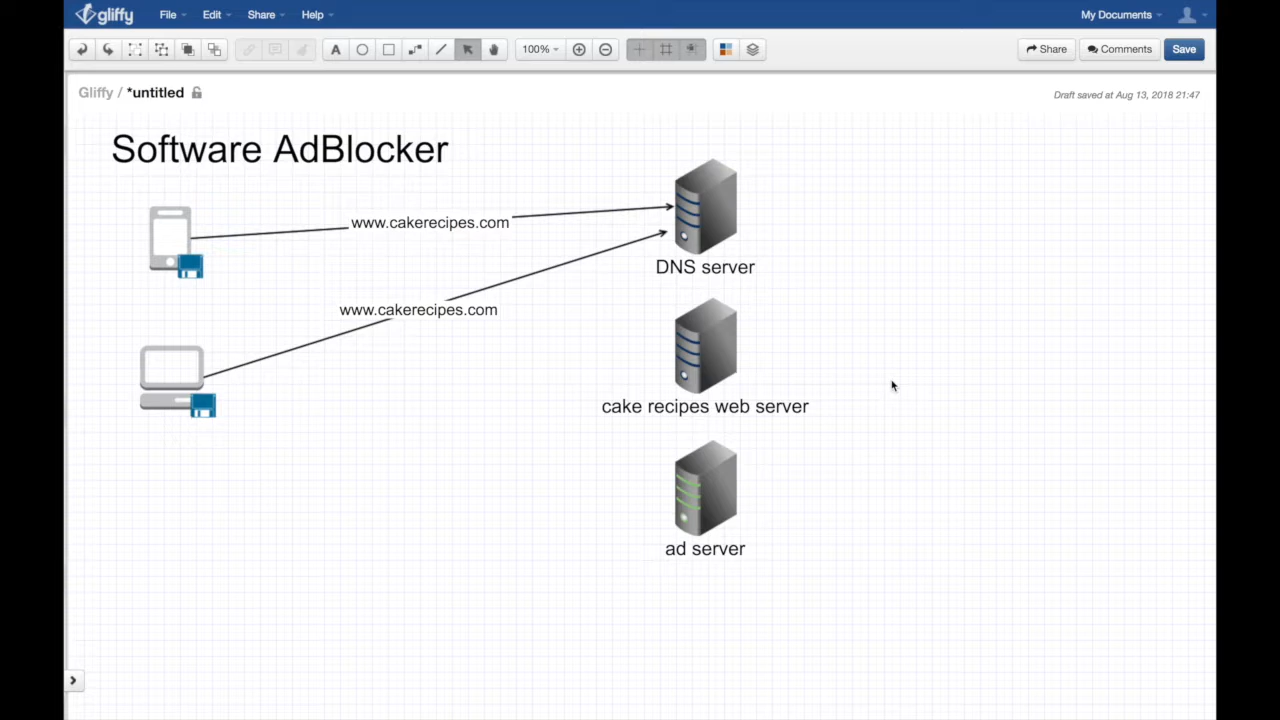 gliffy File Edit Share Help My Documents
A 100% Share Comments Save
Gliffy / *untitled Draft saved at Aug 13, 2018 21:47
Software AdBlocker
www.cakerecipes.com
DNS server
www.cakerecipes.com
cake recipes web server
ad server